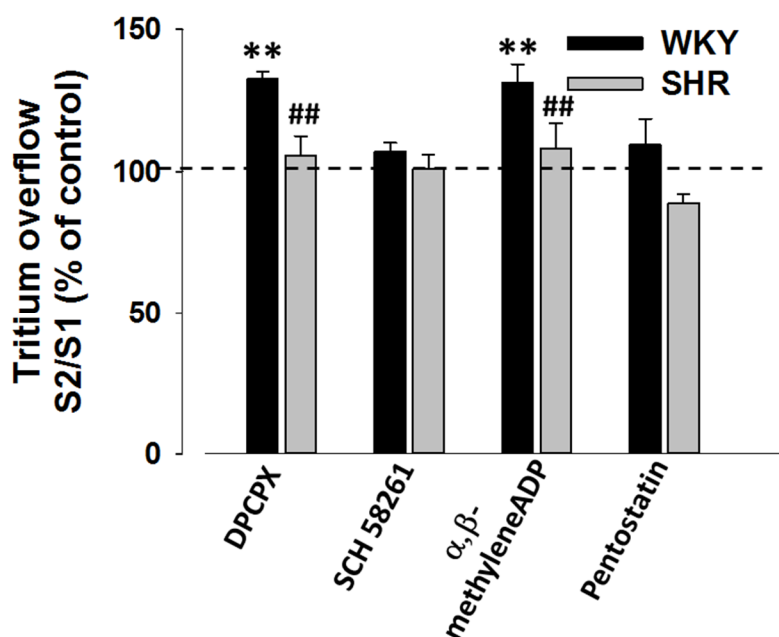 Tritium overflow
S2/S1 (% of control)
150
100
50
0
** ## ** ##
WKY
SHR
DPCPX
SCH 58261
α,β-
methyleneADP
Pentostatin